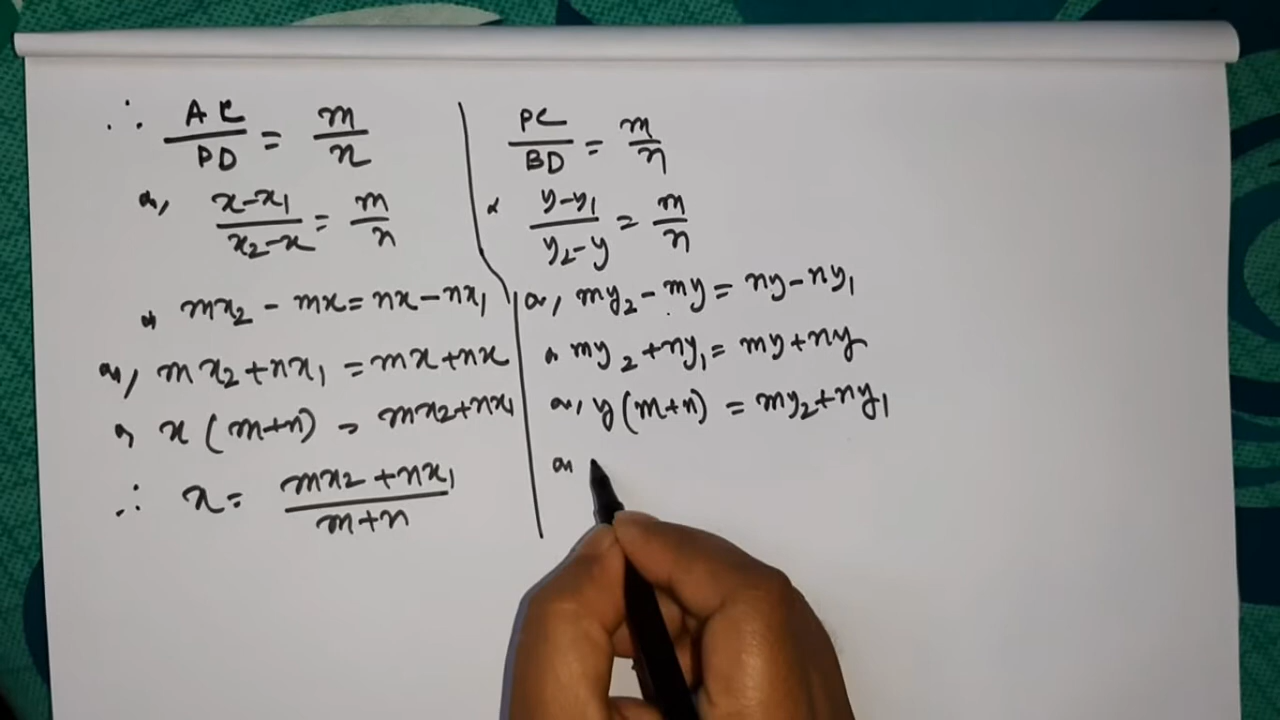 ∴ AC/PD = m/n
or, x-x₁/x₂-x = m/n
or mx₂ - mx = nx - nx₁
or, mx₂+nx₁ = mx+nx
or x (m+n) = mx₂+nx₁
∴ x = mx₂+nx₁/m+n
PC/BD = m/n
or y-y₁/y₂-y = m/n
or, my₂ - my = ny - ny₁
or my₂+ny₁ = my+ny
or, y (m+n) = my₂+ny₁
or